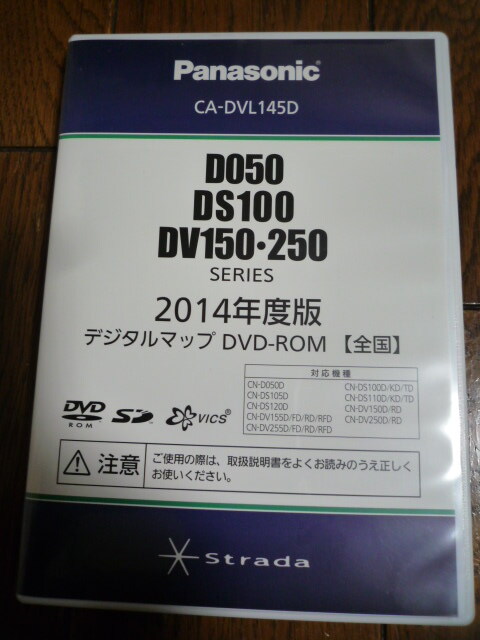 Panasonic
CA-DVL145D
D050
DS100
DV150・250
SERIES
2014年度版
デジタルマップ DVD-ROM 【全国】
対応機種
CN-D050D CN-DS100D/KD/TD
CN-DS105D CN-DS110D/KD/TD
CN-DS120D CN-DV150D/RD
CN-DV155D/FD/RD/RFD CN-DV250D/RD
CN-DV255D/FD/RD/RFD
DVD ROM SD VICS
注意 ご使用の際は、取扱説明書をよくお読みのうえ正しく
お使いください。
Strada